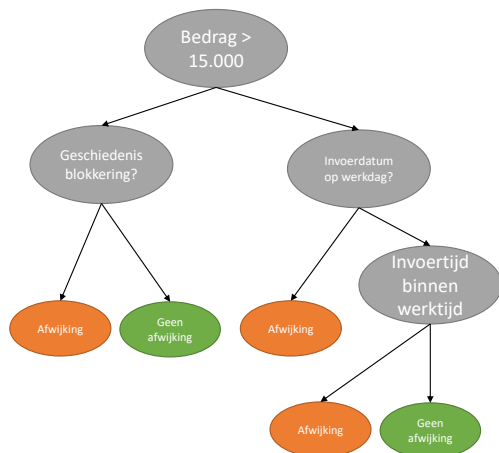 Bedrag >
15.000
Geschiedenis
blokkering?
Invoerdatum
op werkdag?
Invoertijd
binnen
werktijd
Afwijking
Geen
afwijking
Afwijking
Afwijking
Geen
afwijking